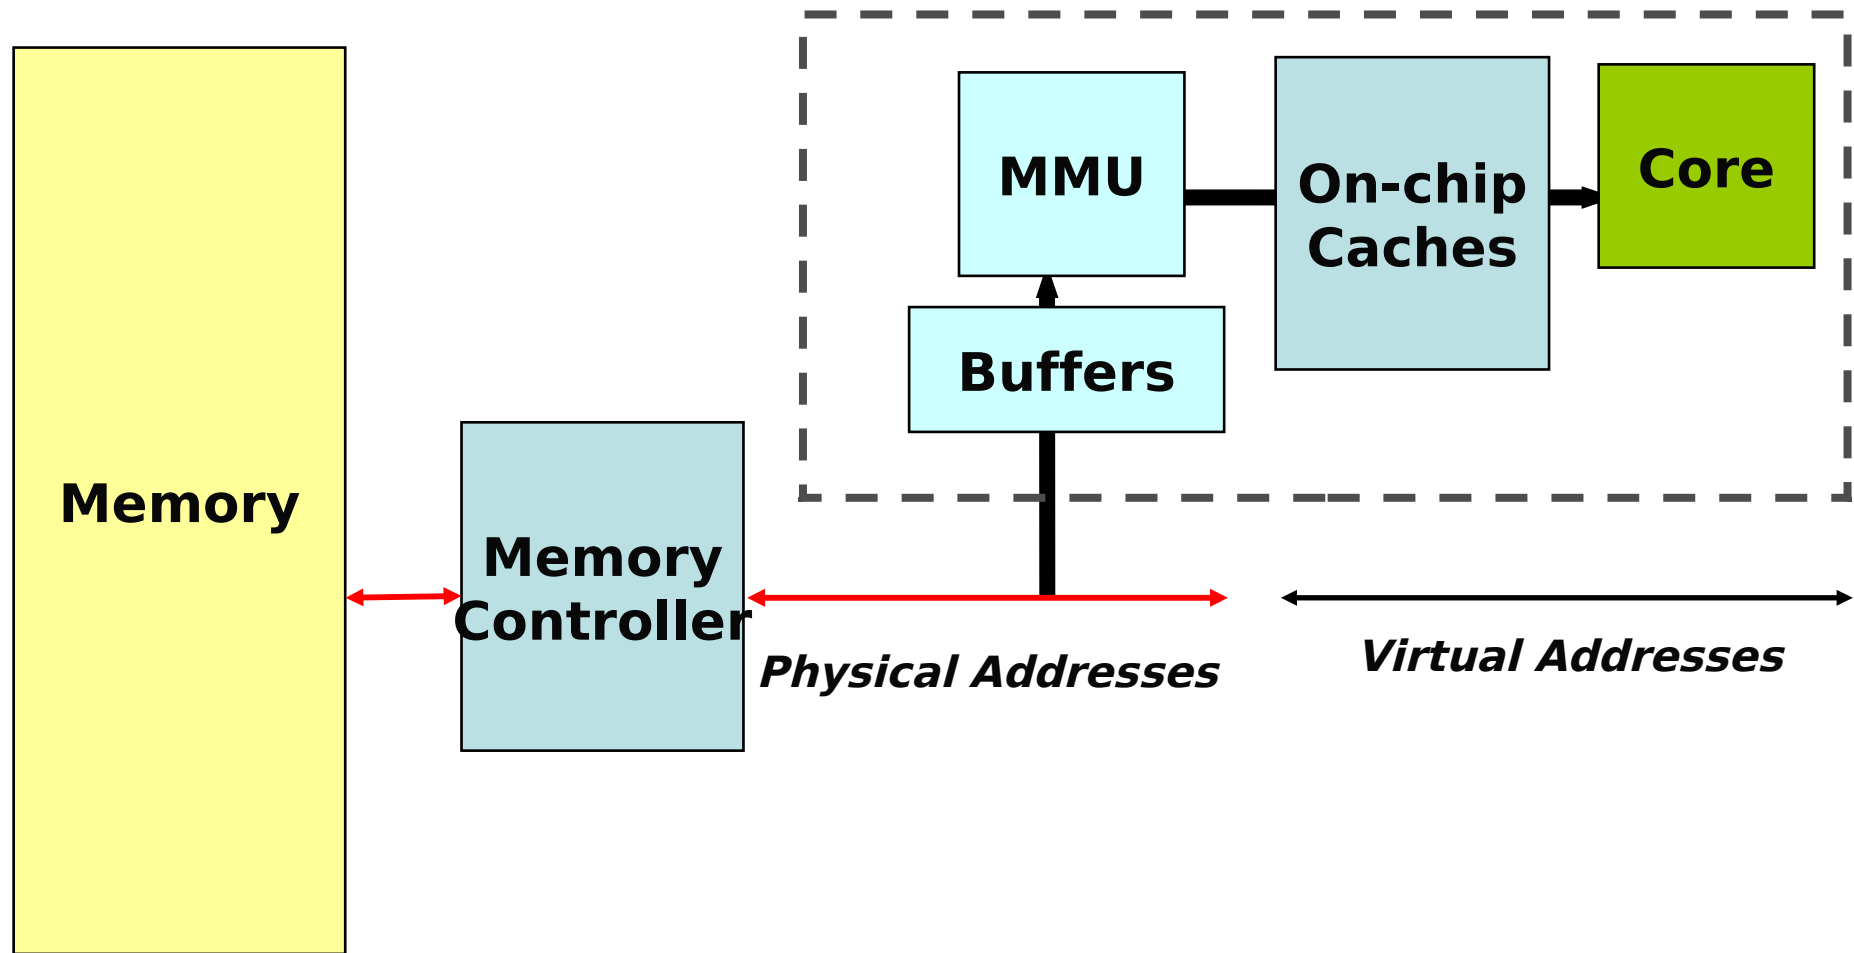 MMU
On-chip
Caches
Core
Buffers
Memory
Memory
Controller
Physical Addresses
Virtual Addresses